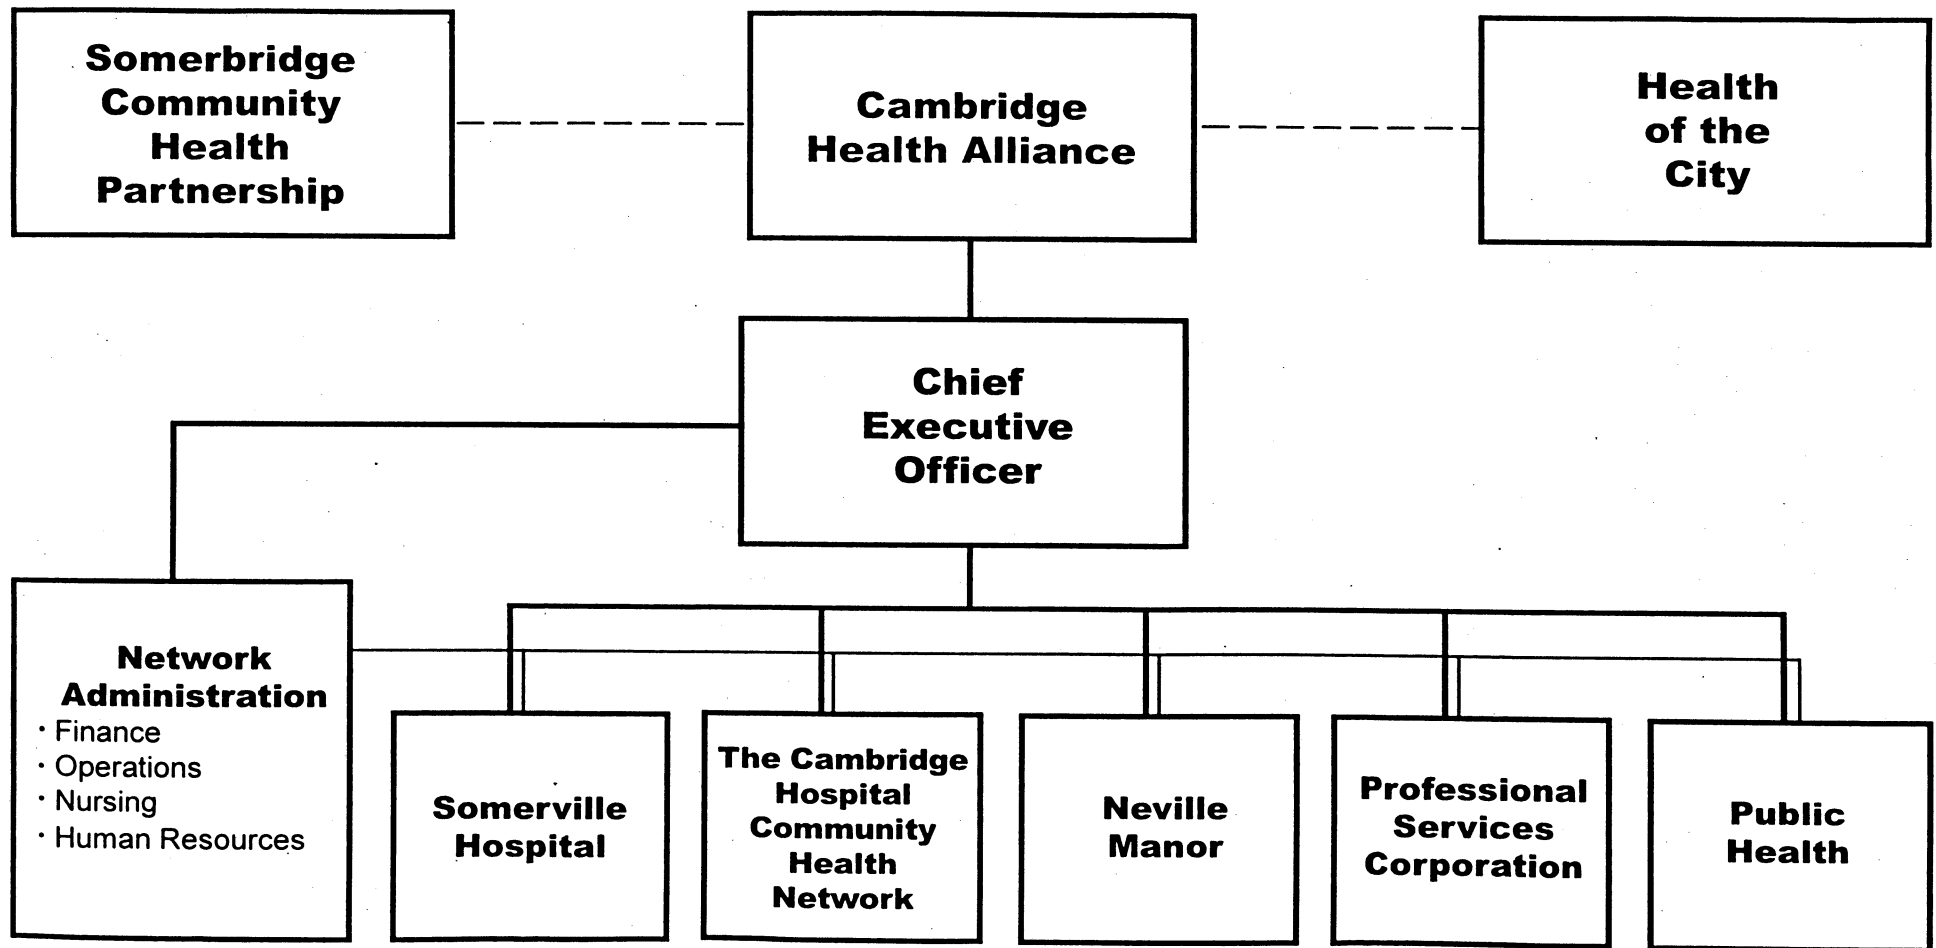 Somerbridge
Community
Health
Partnership
Cambridge
Health Alliance
Health
of the
City
Chief
Executive
Officer
Network
Administration
· Finance
· Operations
· Nursing
· Human Resources
Somerville
Hospital
The Cambridge
Hospital
Community
Health
Network
Neville
Manor
Professional
Services
Corporation
Public
Health